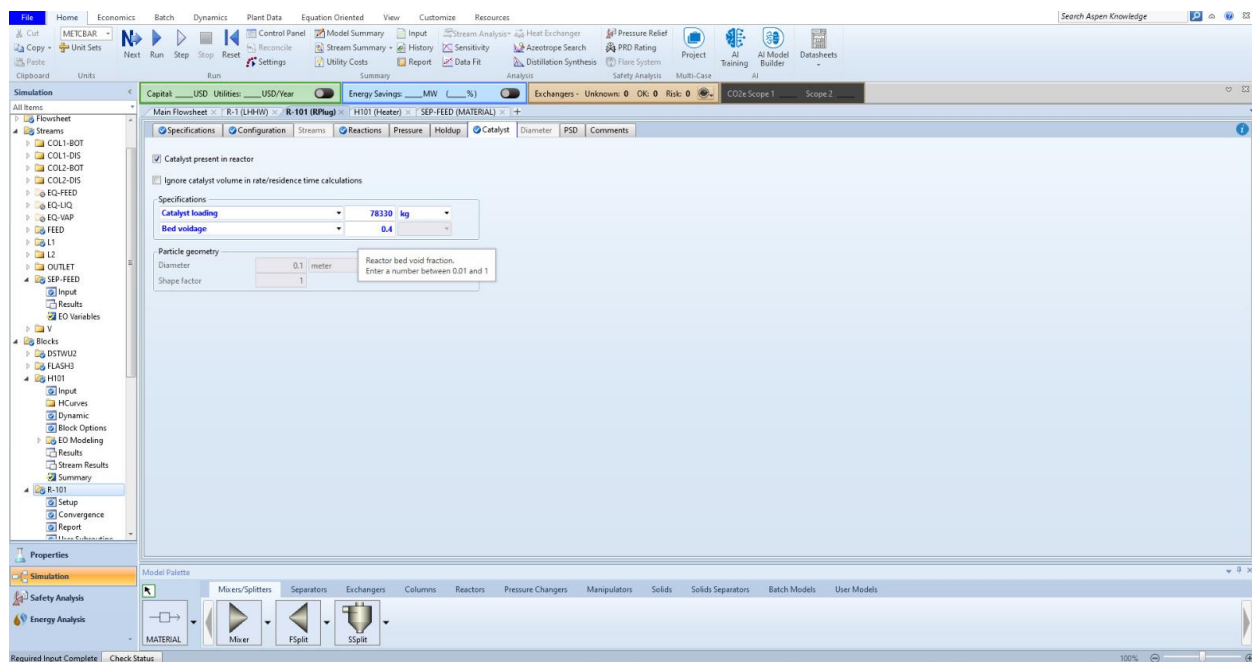 File Home Economics Batch Dynamics Plant Data Equation Oriented View Customize Resources Search Aspen Knowledge
Cut METCBAR Control Panel Model Summary Input Stream Analysis Heat Exchanger Pressure Relief
Copy Unit Sets Next Run Step Stop Reset Reconcile Stream Summary History Sensitivity Azeotrope Search PRD Rating Project AI Training AI Model Builder Datasheets
Paste Settings Utility Costs Report Data Fit Distillation Synthesis Flare System
Clipboard Units Run Summary Analysis Safety Analysis Multi-Case AI
Simulation Capital: ____USD Utilities: ____USD/Year Energy Savings: ____MW (____%) Exchangers - Unknown: 0 OK: 0 Risk: 0 CO2e Scope 1 ____ Scope 2 ____
All Items Main Flowsheet R-1 (LHHW) R-101 (RPlug) H101 (Heater) SEP-FEED (MATERIAL) +
Flowsheet
Streams Specifications Configuration Streams Reactions Pressure Holdup Catalyst Diameter PSD Comments
COL1-BOT
COL1-DIS
Catalyst present in reactor
COL2-BOT
COL2-DIS
Ignore catalyst volume in rate/residence time calculations
EQ-FEED
EQ-LIQ
Specifications
EQ-VAP
Catalyst loading 78330 kg
FEED
Bed voidage 0.4
L1
L2
Particle geometry
OUTLET
Diameter 0.1 meter
Reactor bed void fraction.
Enter a number between 0.01 and 1
SEP-FEED
Shape factor 1
Input
Results
EO Variables
V
Blocks
DSTWU2
FLASH3
H101
Input
HCurves
Dynamic
Block Options
EO Modeling
Results
Stream Results
Summary
R-101
Setup
Convergence
Report
User Subroutine
Properties
Simulation
Model Palette
Safety Analysis
Mixers/Splitters Separators Exchangers Columns Reactors Pressure Changers Manipulators Solids Solids Separators Batch Models User Models
Energy Analysis
MATERIAL Mixer FSplit SSplit
Required Input Complete Check Status 100%